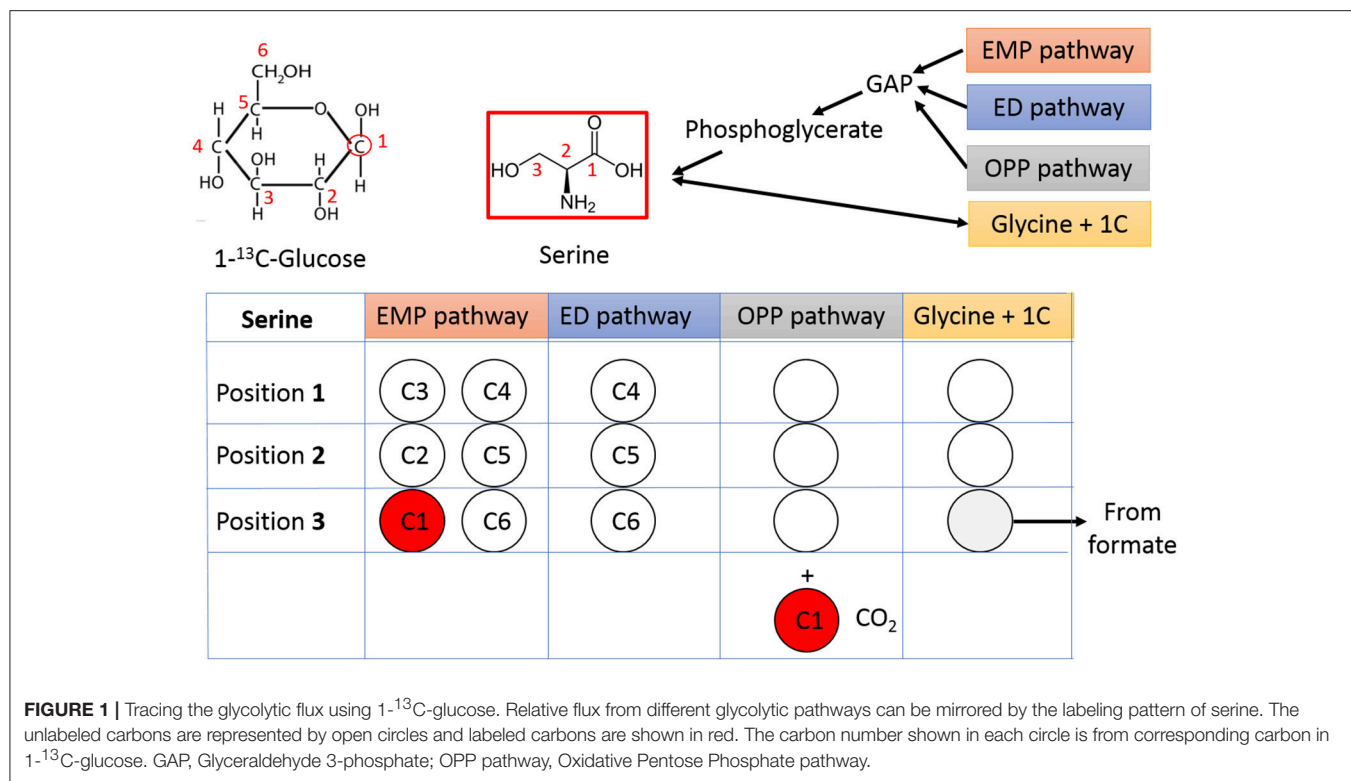 6
CH₂OH
5
C
O
OH
H
H
4
C
OH
H
C
1
HO
C
3
C
2
H
H
OH
1-¹³C-Glucose
O
2
HO
3
1
OH
NH₂
Serine
EMP pathway
GAP
ED pathway
Phosphoglycerate
OPP pathway
Glycine + 1C
Serine EMP pathway ED pathway OPP pathway Glycine + 1C
Position 1 C3 C4 C4
Position 2 C2 C5 C5
Position 3 C1 C6 C6 From
formate
+
C1 CO₂
FIGURE 1 | Tracing the glycolytic flux using 1-¹³C-glucose. Relative flux from different glycolytic pathways can be mirrored by the labeling pattern of serine. The
unlabeled carbons are represented by open circles and labeled carbons are shown in red. The carbon number shown in each circle is from corresponding carbon in
1-¹³C-glucose. GAP, Glyceraldehyde 3-phosphate; OPP pathway, Oxidative Pentose Phosphate pathway.